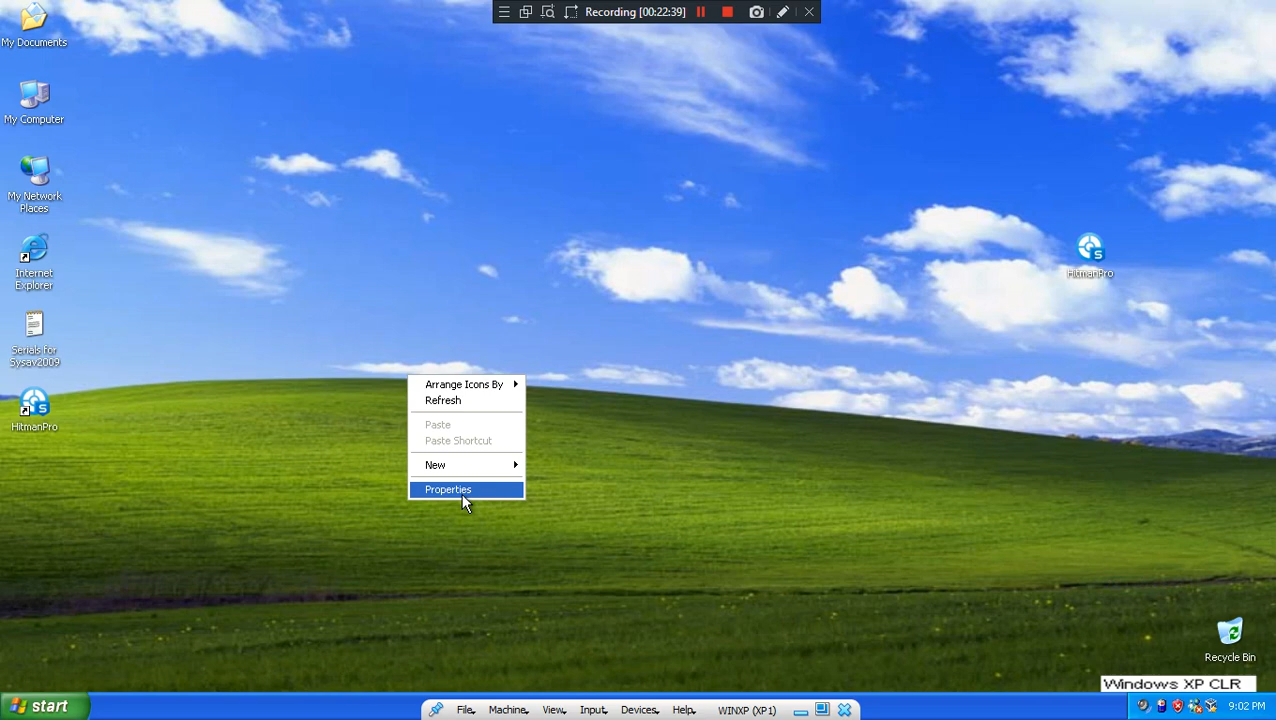 Recording [00:22:39]
My Documents
My Computer
My Network
Places
Internet
Explorer
Serials for
Sysav2009
HitmanPro
HitmanPro
Arrange Icons By
Refresh
Paste
Paste Shortcut
New
Properties
Recycle Bin
Windows XP CLR
start
File Machine View Input Devices Help WINXP (XP1)
9:02 PM